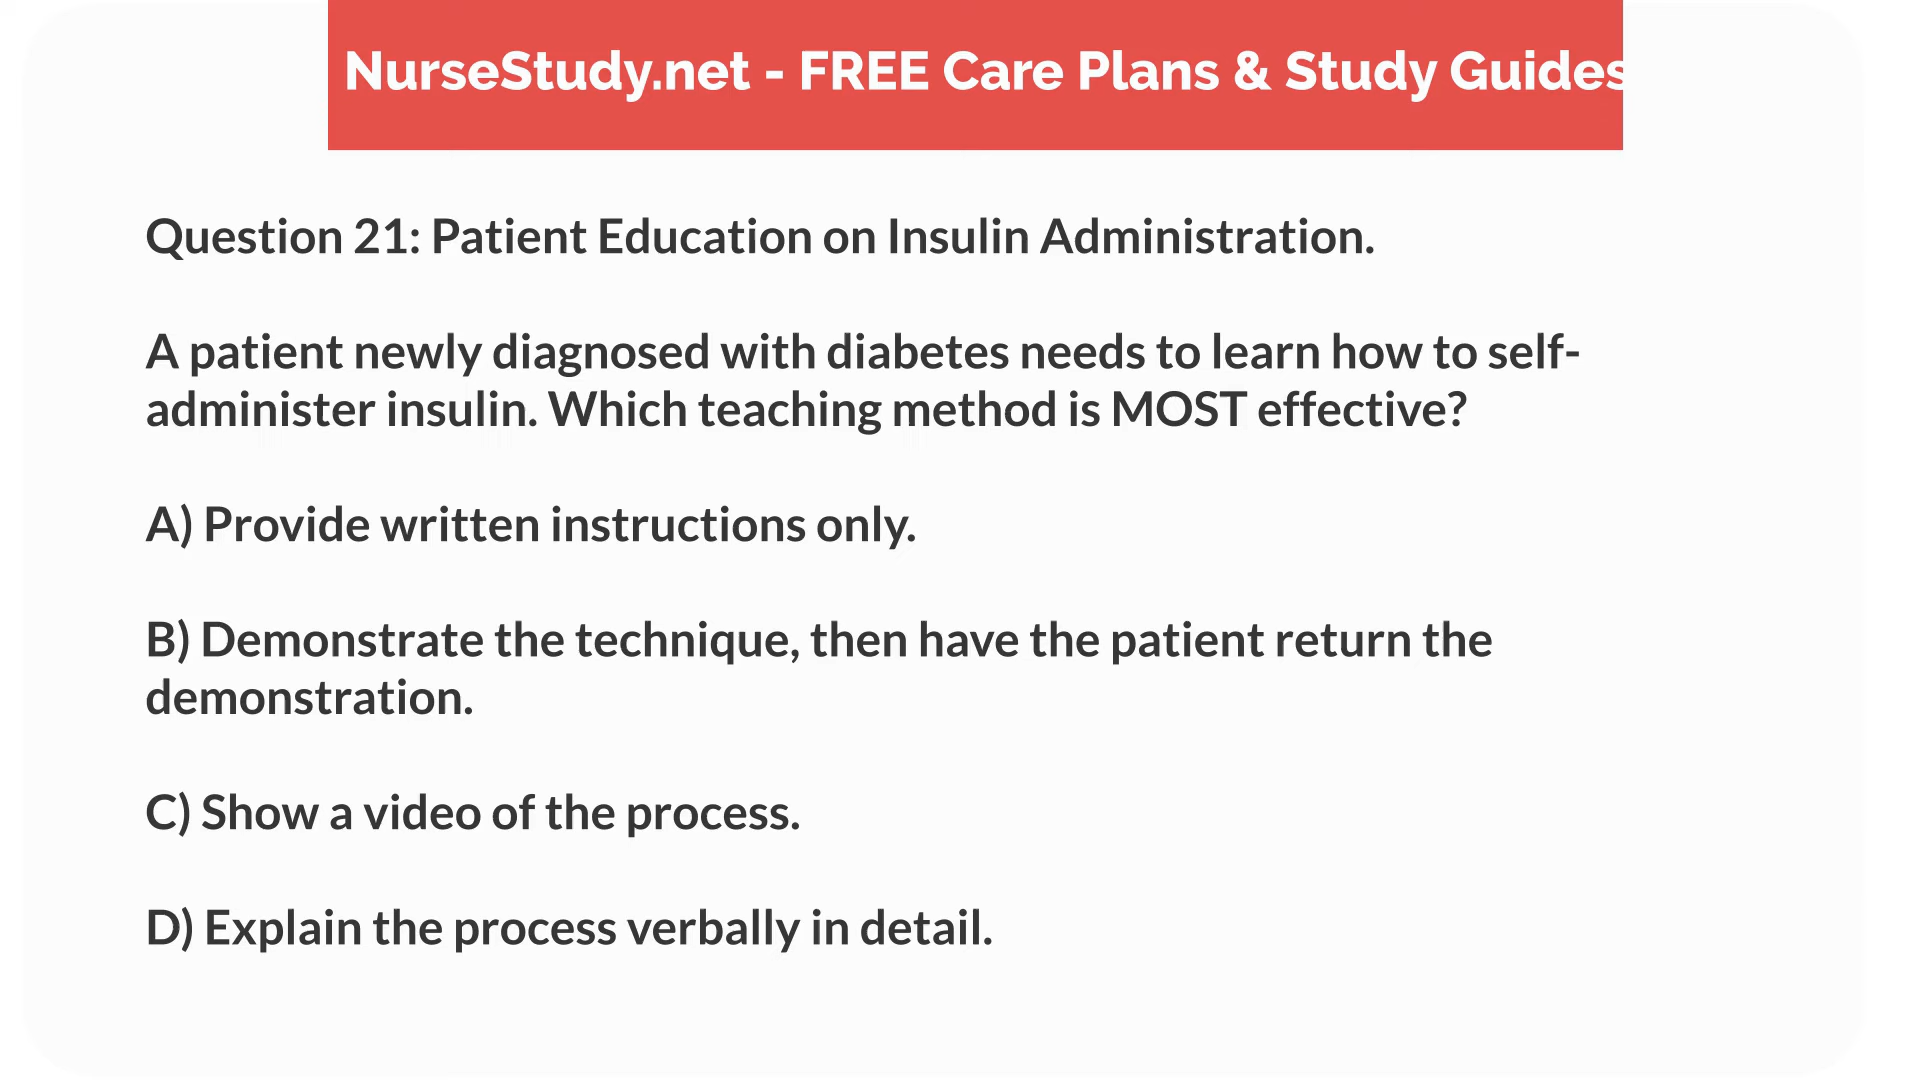 NurseStudy.net - FREE Care Plans & Study Guides
Question 21: Patient Education on Insulin Administration.
A patient newly diagnosed with diabetes needs to learn how to self-
administer insulin. Which teaching method is MOST effective?
A) Provide written instructions only.
B) Demonstrate the technique, then have the patient return the
demonstration.
C) Show a video of the process.
D) Explain the process verbally in detail.